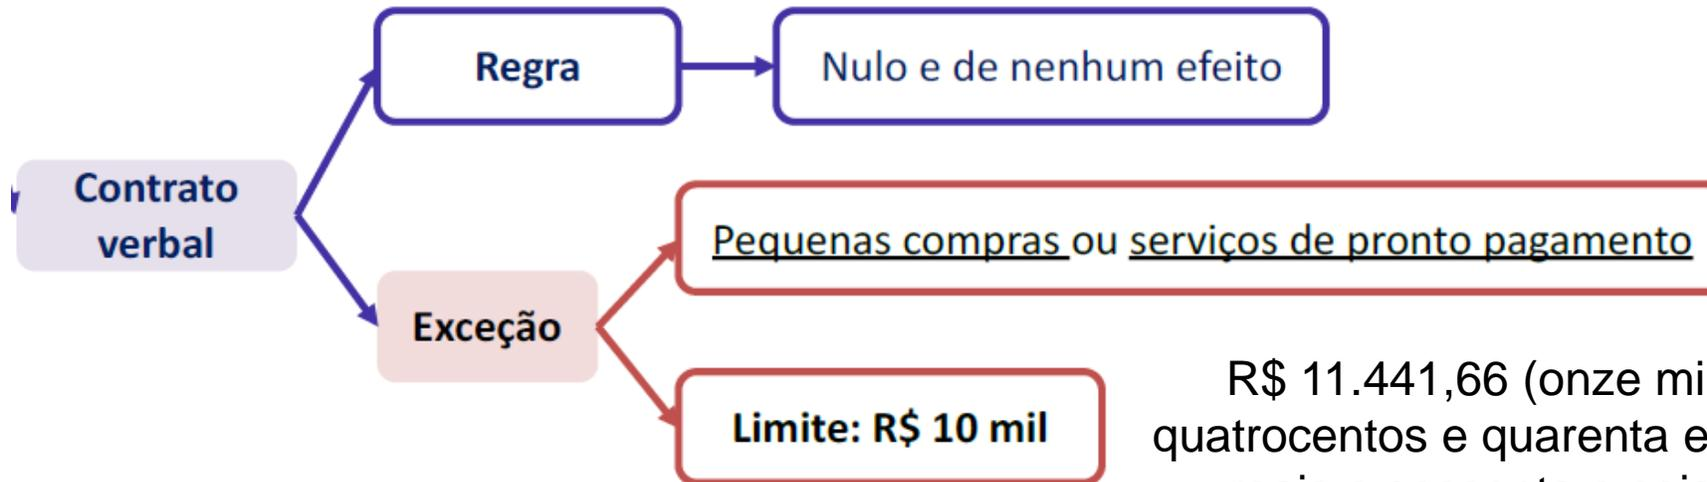 Regra
Nulo e de nenhum efeito
Contrato
verbal
Pequenas compras ou serviços de pronto pagamento
Exceção
Limite: R$ 10 mil
R$ 11.441,66 (onze mi
quatrocentos e quarenta e